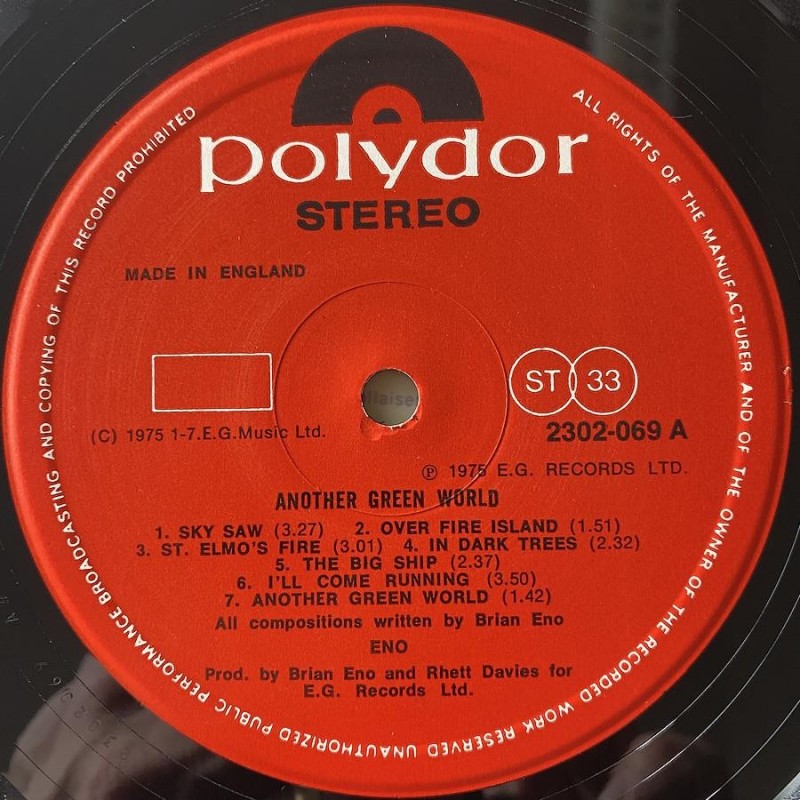 polydor
STEREO
MADE IN ENGLAND
ST 33
2302-069 A
(C) 1975 1-7.E.G.Music Ltd.
℗ 1975 E.G. RECORDS LTD.
ANOTHER GREEN WORLD
1. SKY SAW (3.27) 2. OVER FIRE ISLAND (1.51)
3. ST. ELMO'S FIRE (3.01) 4. IN DARK TREES (2.32)
5. THE BIG SHIP (2.37)
6. I'LL COME RUNNING (3.50)
7. ANOTHER GREEN WORLD (1.42)
All compositions written by Brian Eno
ENO
Prod. by Brian Eno and Rhett Davies for
E.G. Records Ltd.
ALL RIGHTS OF THE MANUFACTURER AND OF THE OWNER OF THE RECORDED WORK RESERVED UNAUTHORIZED PUBLIC PERFORMANCE BROADCASTING AND COPYING OF THIS RECORD PROHIBITED